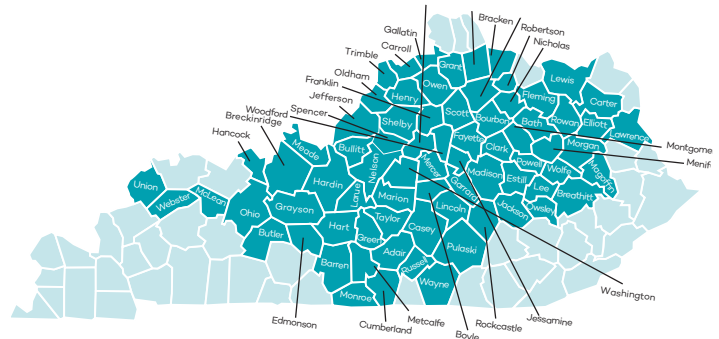 Bracken
Gallatin
Robertson
Carroll
Nicholas
Trimble
Grant
Lewis
Oldham
Owen
Franklin
Henry
Fleming
Carter
Jefferson
Woodford
Scott
Spencer
Shelby
Bourbon
Bath
Rowan
Elliott
Breckinridge
Hancock
Fayette
Lawrence
Meade
Bullitt
Clark
Morgan
Montgome
Nelson
Mercer
Powell
Wolfe
Menif
Union
Hardin
Madison
Magoffin
Webster
McLean
Larue
Marion
Garrard
Estill
Lee
Breathitt
Ohio
Grayson
Lincoln
Jackson
Owsley
Butler
Hart
Taylor
Casey
Green
Pulaski
Barren
Adair
Russell
Wayne
Monroe
Washington
Edmonson
Cumberland
Metcalfe
Boyle
Rockcastle
Jessamine